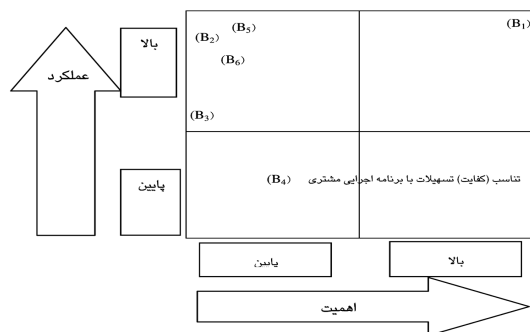 (B₁)
(B₅)
(B₂)
بالا
(B₆)
عملکرد
(B₃)
تناسب (کفایت) تسهیلات با برنامه اجرایی مشتری (B₄)
پایین
بالا
پایین
اهمیت